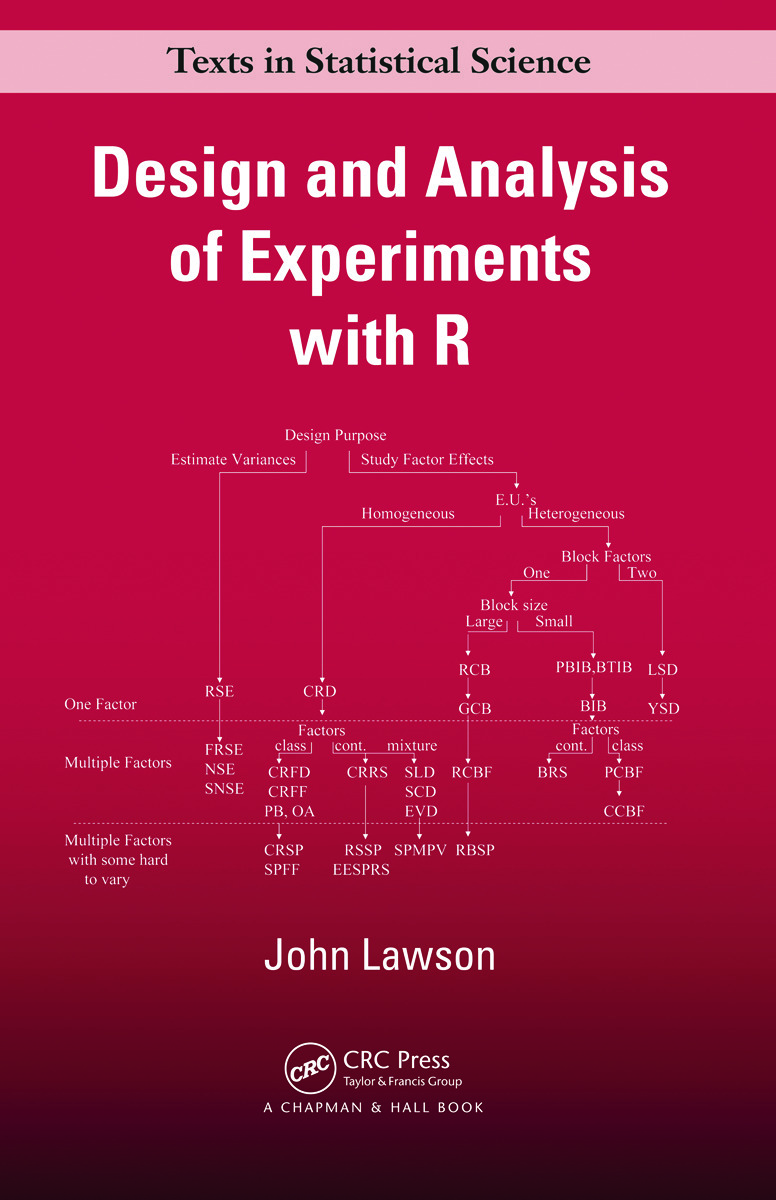 Texts in Statistical Science
Design and Analysis
of Experiments
with R
Design Purpose
Estimate Variances Study Factor Effects
E.U.'s
Homogeneous Heterogeneous
Block Factors
One Two
Block size
Large Small
RCB PBIB,BTIB LSD
RSE CRD
One Factor GCB BIB YSD
Factors Factors
class cont. mixture cont. class
Multiple Factors FRSE
NSE CRFD CRRS SLD RCBF BRS PCBF
SNSE CRFF SCD
PB, OA EVD CCBF
Multiple Factors
with some hard
to vary
CRSP RSSP SPMPV RBSP
SPFF EESPRS
John Lawson
CRC CRC Press
Taylor & Francis Group
A CHAPMAN & HALL BOOK